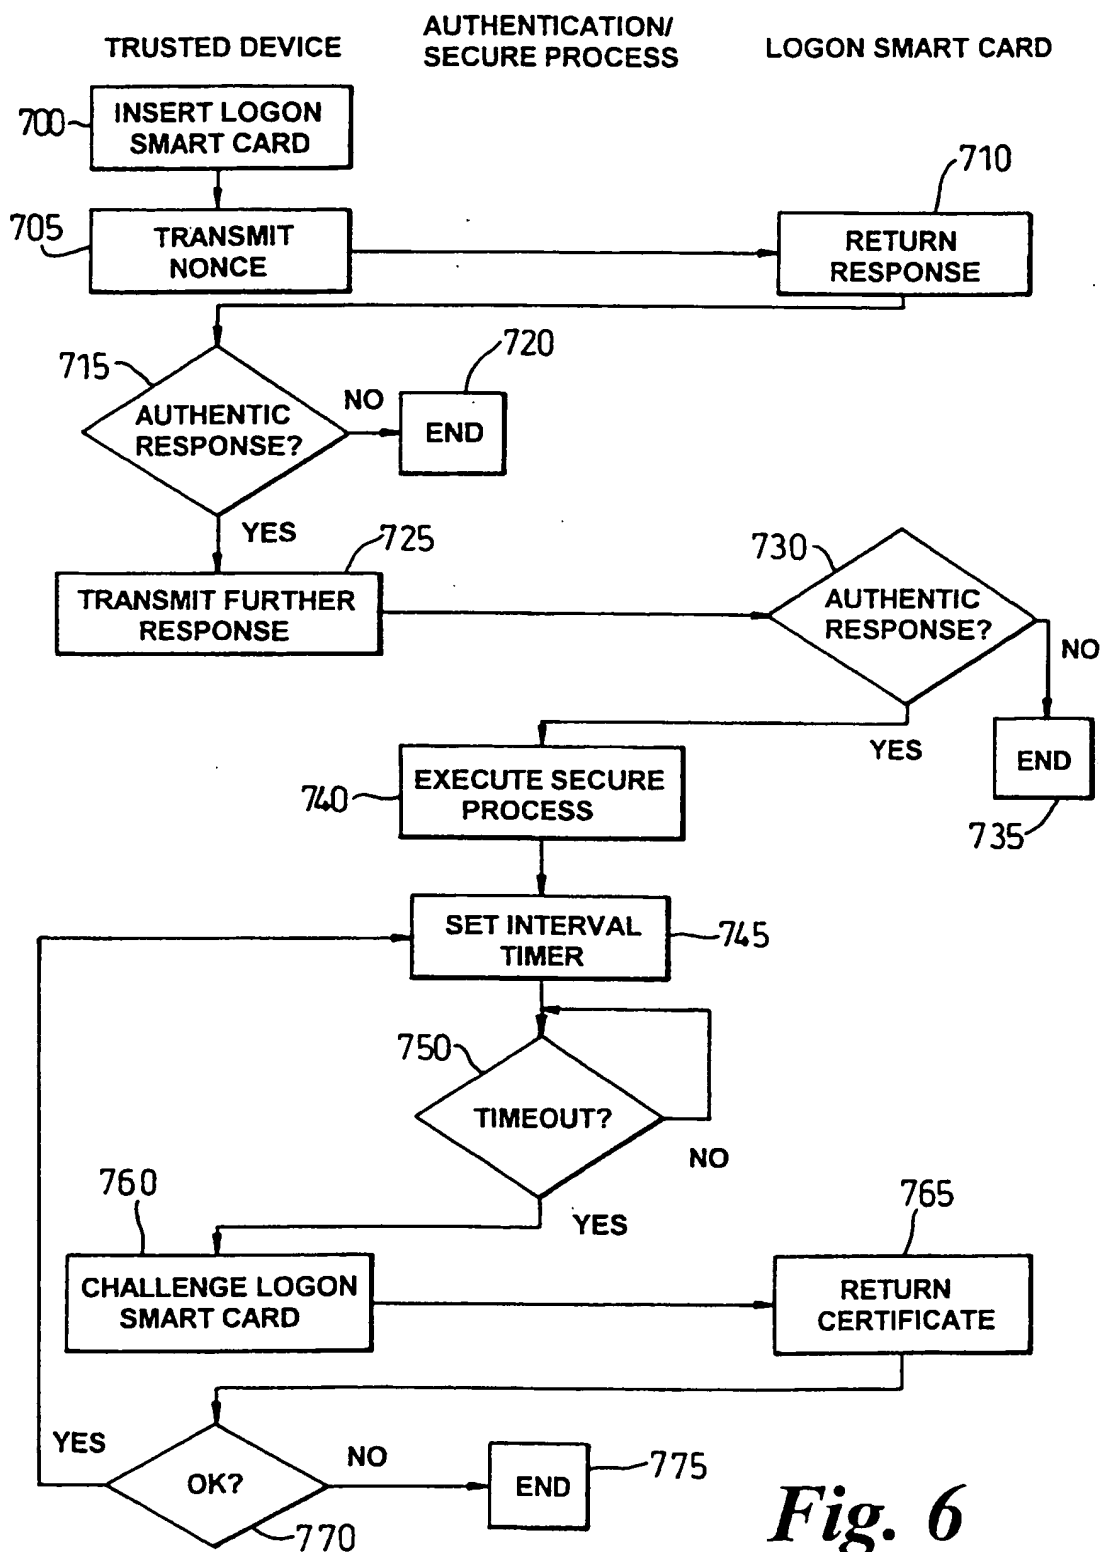 TRUSTED DEVICE
AUTHENTICATION/
SECURE PROCESS
LOGON SMART CARD
700
INSERT LOGON
SMART CARD
705
TRANSMIT
NONCE
710
RETURN
RESPONSE
715
AUTHENTIC
RESPONSE?
NO
720
END
YES
725
TRANSMIT FURTHER
RESPONSE
730
AUTHENTIC
RESPONSE?
NO
END
735
YES
740
EXECUTE SECURE
PROCESS
SET INTERVAL
TIMER
745
750
TIMEOUT?
NO
YES
760
CHALLENGE LOGON
SMART CARD
765
RETURN
CERTIFICATE
YES
OK?
NO
770
END
775
Fig. 6